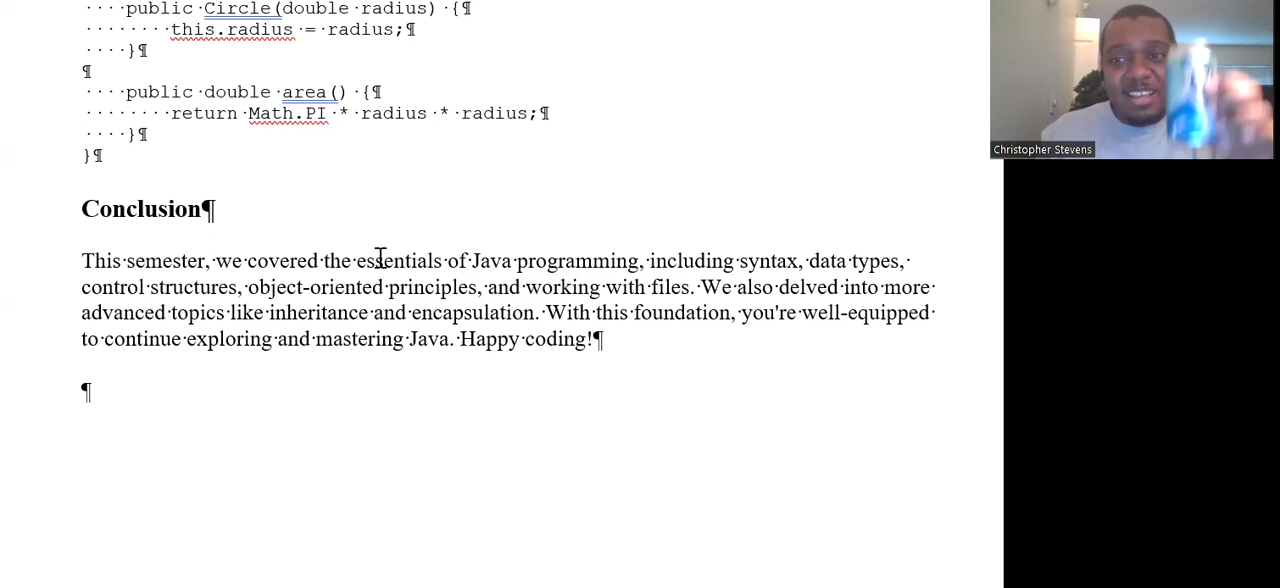 public Circle(double radius) {¶
this.radius = radius;¶
}¶
¶
public double area() {¶
return Math.PI * radius * radius;¶
}¶
}¶
Conclusion¶
This semester, we covered the essentials of Java programming, including syntax, data types,
control structures, object-oriented principles, and working with files. We also delved into more
advanced topics like inheritance and encapsulation. With this foundation, you're well-equipped
to continue exploring and mastering Java. Happy coding!¶
¶
Christopher Stevens